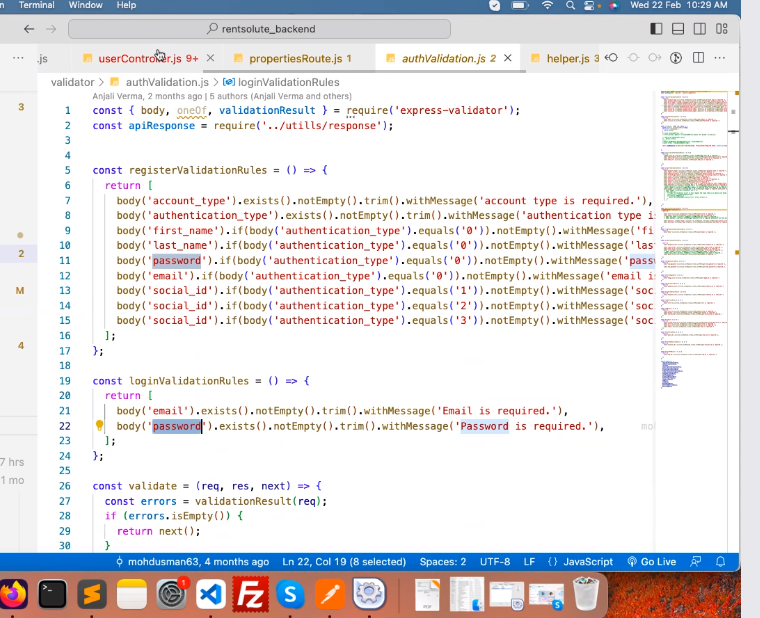 Terminal Window Help Wed 22 Feb 10:29 AM
rentsolute_backend
.js userController.js 9+ propertiesRoute.js 1 authValidation.js 2 helper.js 3
validator > authValidation.js > loginValidationRules
Anjali Verma, 2 months ago | 5 authors (Anjali Verma and others)
3
1 const { body, oneOf, validationResult } = require('express-validator');
2 const apiResponse = require('../utills/response');
3
4
5 const registerValidationRules = () => {
6 return [
7 body('account_type').exists().notEmpty().trim().withMessage('account type is required.'),
8 body('authentication_type').exists().notEmpty().trim().withMessage('authentication type is
9 body('first_name').if(body('authentication_type').equals('0')).notEmpty().withMessage('fi
10 body('last_name').if(body('authentication_type').equals('0')).notEmpty().withMessage('las
11 body('password').if(body('authentication_type').equals('0')).notEmpty().withMessage('pass
12 body('email').if(body('authentication_type').equals('0')).notEmpty().withMessage('email is
13 body('social_id').if(body('authentication_type').equals('1')).notEmpty().withMessage('soc
14 body('social_id').if(body('authentication_type').equals('2')).notEmpty().withMessage('soc
15 body('social_id').if(body('authentication_type').equals('3')).notEmpty().withMessage('soc
16 ];
17 };
18
19 const loginValidationRules = () => {
20 return [
21 body('email').exists().notEmpty().trim().withMessage('Email is required.'),
22 body('password').exists().notEmpty().trim().withMessage('Password is required.'),
23 ];
24 };
25
26 const validate = (req, res, next) => {
27 const errors = validationResult(req);
28 if (errors.isEmpty()) {
29 return next();
30 }
2
M
4
7 hrs
1 mo
mohdusman63, 4 months ago Ln 22, Col 19 (8 selected) Spaces: 2 UTF-8 LF {} JavaScript Go Live
1